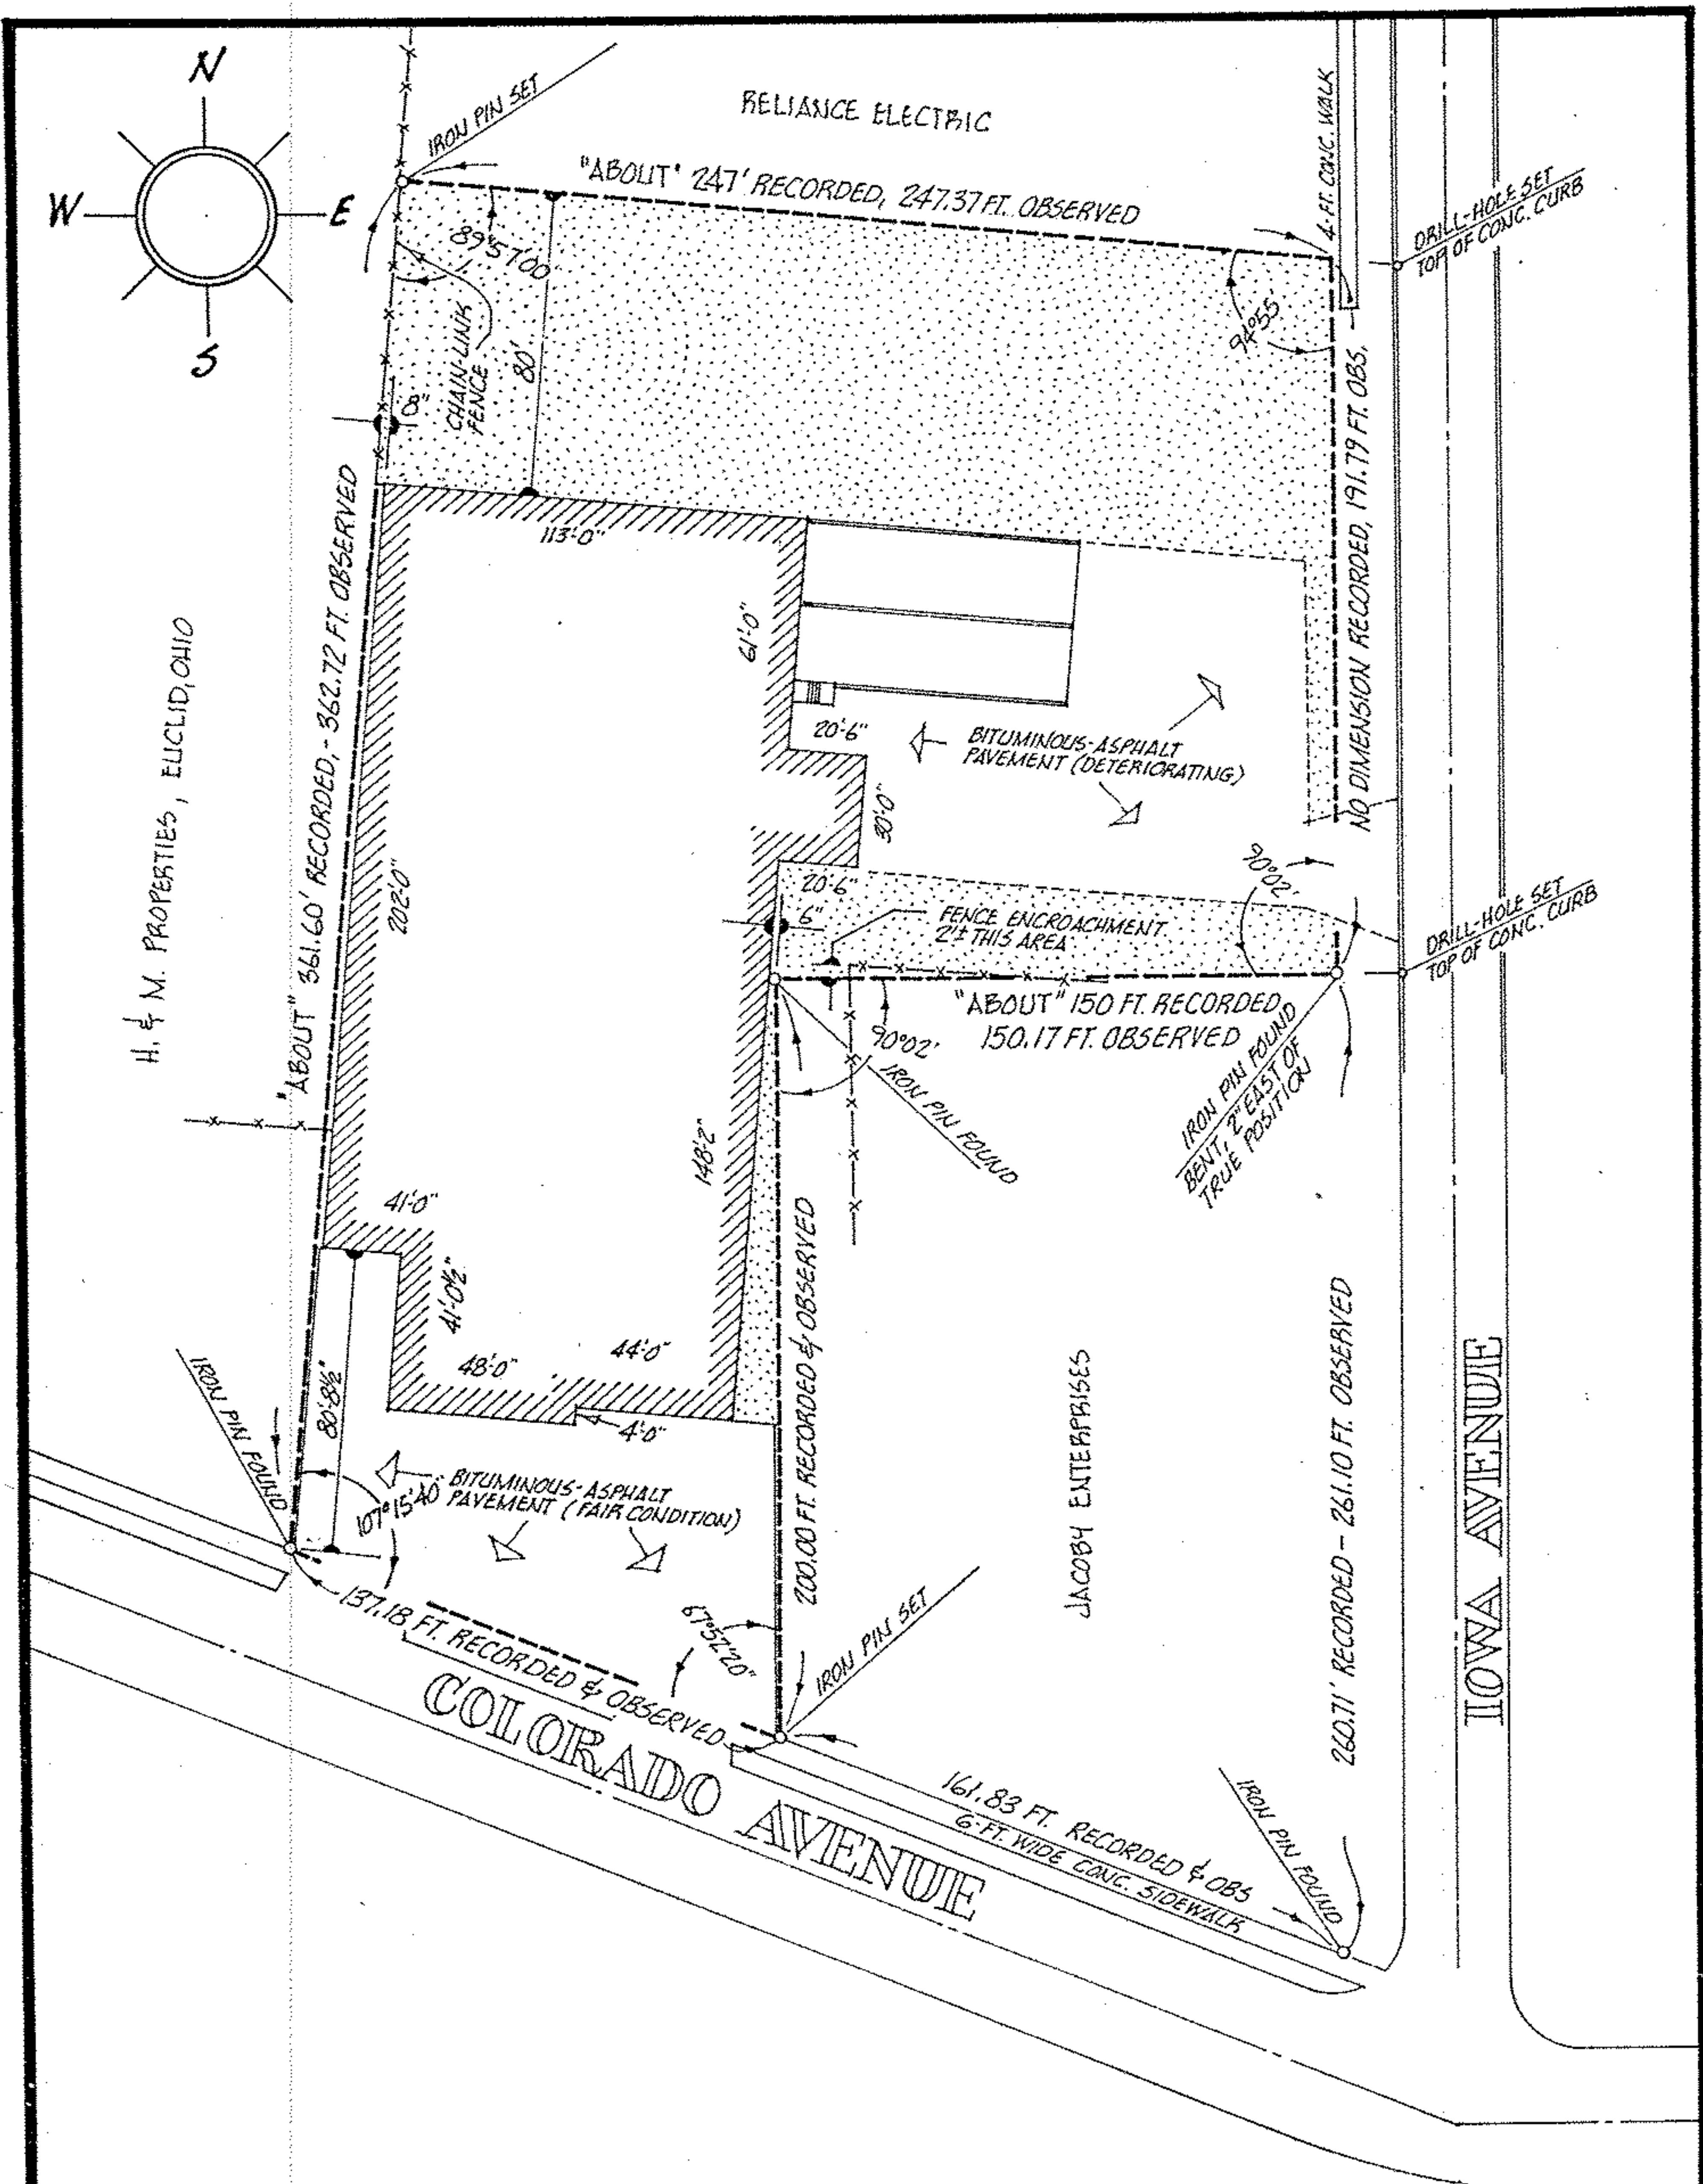 N
W
E
S
IRON PIN SET
RELIANCE ELECTRIC
"ABOUT" 247' RECORDED, 247.37 FT. OBSERVED
4-FT. CONC. WALK
DRILL-HOLE SET
TOP OF CONC. CURB
89°57'00"
94°55'
CHAIN-LINK
FENCE
80'
8"
113'-0"
NO DIMENSION RECORDED, 191.79 FT. OBS.
"ABOUT" 361.60' RECORDED, - 362.72 FT. OBSERVED
H. & M. PROPERTIES, EUCLID, OHIO
61'-0"
20'-6"
BITUMINOUS-ASPHALT
PAVEMENT (DETERIORATING)
30'-0"
202'-0"
20'-6"
6"
90°02'
FENCE ENCROACHMENT
2'± THIS AREA
DRILL-HOLE SET
TOP OF CONC. CURB
"ABOUT" 150 FT. RECORDED
150.17 FT. OBSERVED
90°02'
IRON PIN FOUND
IRON PIN FOUND
BENT, 2" EAST OF
TRUE POSITION
148'-2"
41'-0"
41'-0½"
44'-0"
48'-0"
4'-0"
80'-8½"
IRON PIN FOUND
200.00 FT. RECORDED & OBSERVED
JACOBY ENTERPRISES
260.71' RECORDED - 261.10 FT. OBSERVED
IOWA AVENUE
107°15'40"
BITUMINOUS-ASPHALT
PAVEMENT (FAIR CONDITION)
137.18 FT. RECORDED & OBSERVED
67°52'20"
IRON PIN SET
COLORADO AVENUE
161.83 FT. RECORDED & OBS
6-FT. WIDE CONC. SIDEWALK
IRON PIN FOUND